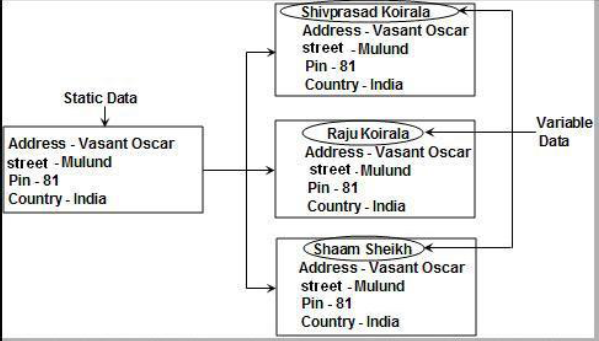 Static Data
Address - Vasant Oscar
street - Mulund
Pin - 81
Country - India
Shivprasad Koirala
Address - Vasant Oscar
street - Mulund
Pin - 81
Country - India
Raju Koirala
Address - Vasant Oscar
street - Mulund
Pin - 81
Country - India
Shaam Sheikh
Address - Vasant Oscar
street - Mulund
Pin - 81
Country - India
Variable
Data